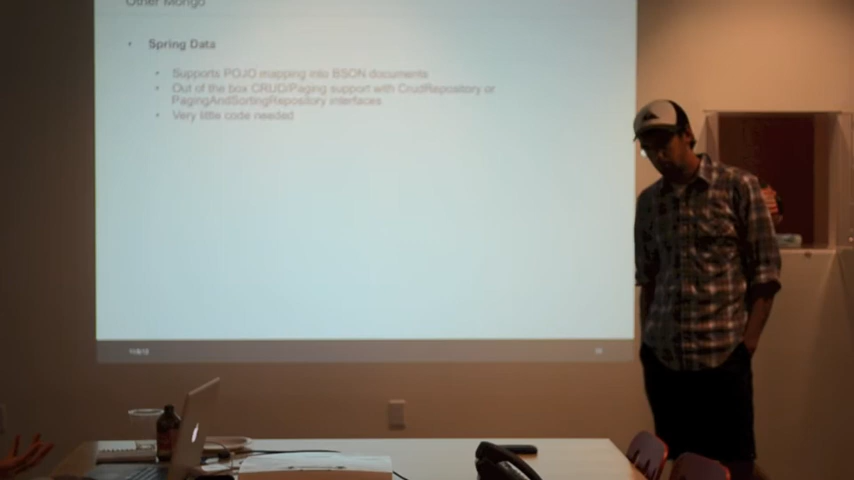 Other Mongo
• Spring Data
• Supports POJO mapping into BSON documents
• Out of the box CRUD/Paging support with CrudRepository or
PagingAndSortingRepository interfaces
• Very little code needed